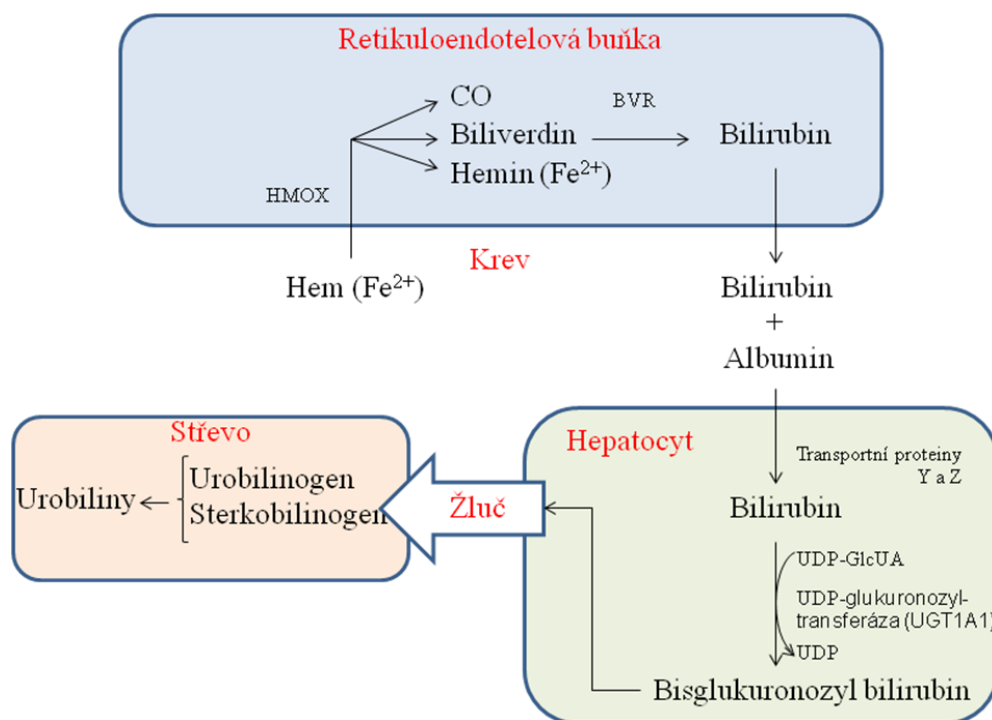 Retikuloendotelová buňka
CO
BVR
Biliverdin
Bilirubin
Hemin (Fe²⁺)
HMOX
Krev
Hem (Fe²⁺)
Bilirubin
+
Albumin
Střevo
Hepatocyt
Transportní proteiny
Y a Z
Urobilinogen
Urobiliny
Sterkobilinogen
Žluč
Bilirubin
UDP-GlcUA
UDP-glukuronozyl-
transferáza (UGT1A1)
UDP
Bisglukuronozyl bilirubin